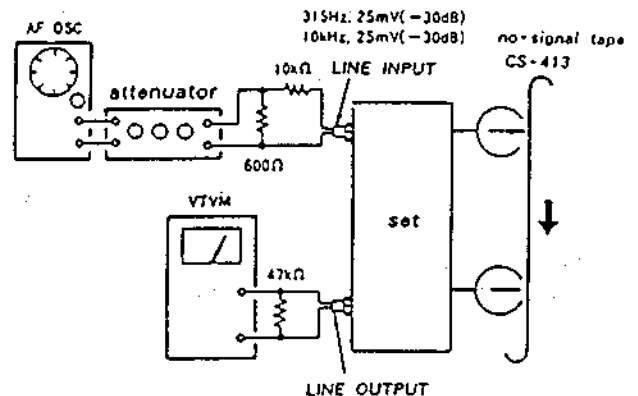 315Hz, 25mV(-30dB)
10kHz, 25mV(-30dB)
no-signal tape
CS-413
AF OSC
attenuator
10kΩ
LINE INPUT
600Ω
VTVM
set
47kΩ
LINE OUTPUT